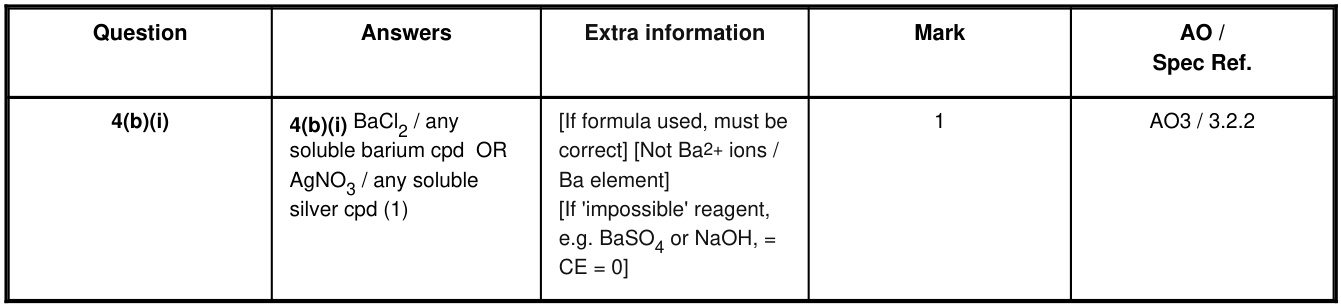 Question Answers Extra information Mark AO /
Spec Ref.
4(b)(i) 4(b)(i) BaCl2 / any [If formula used, must be 1 AO3 / 3.2.2
soluble barium cpd OR correct] [Not Ba2+ ions /
AgNO3 / any soluble Ba element]
silver cpd (1) [If 'impossible' reagent,
e.g. BaSO4 or NaOH, =
CE = 0]